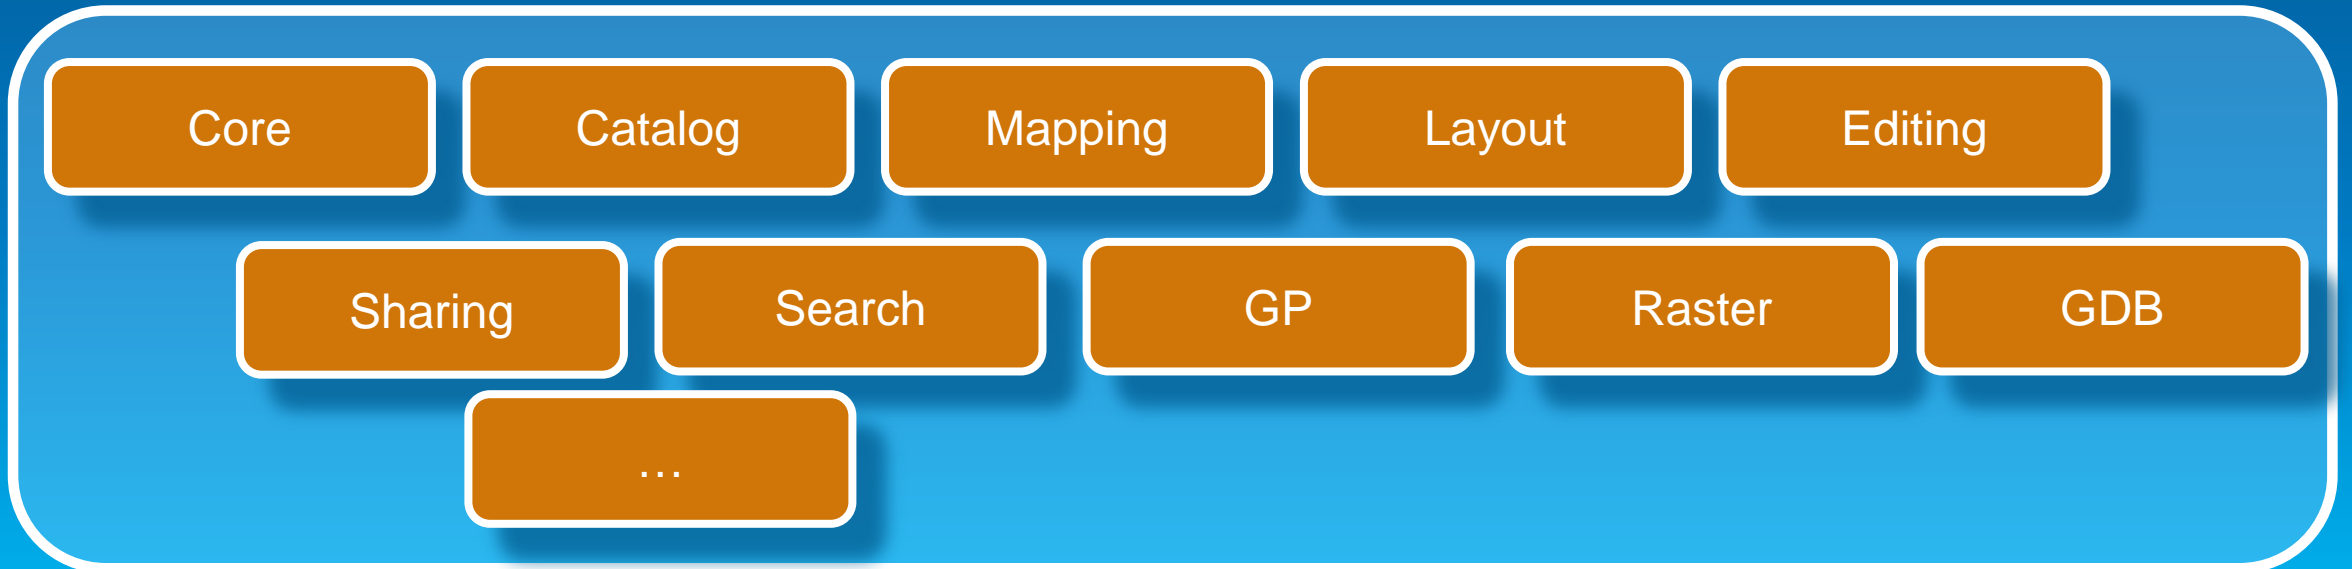 Core
Catalog
Mapping
Layout
Editing
Sharing
Search
GP
Raster
GDB
…